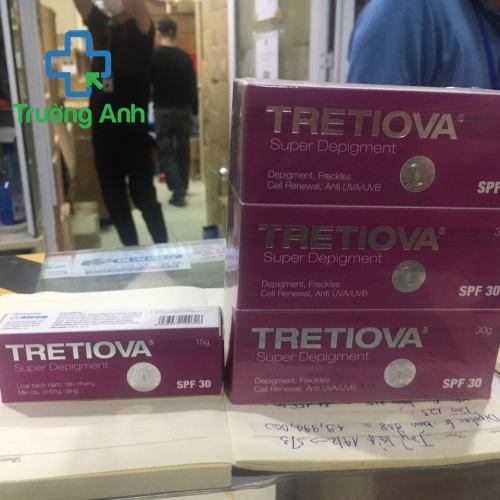 Trường Anh
TRETIOVA®
Super Depigment
Depigment, Freckles
Cell Renewal, Anti UVA/UVB
SPF
TRETIOVA®
Super Depigment
Depigment, Freckles
Cell Renewal, Anti UVA/UVB
SPF 30
TRETIOVA®
30g
Super Depigment
Depigment, Freckles
Cell Renewal, Anti UVA/UVB
SPF 30
TRETIOVA®
15g
Super Depigment
Loại sạch nám, tàn nhang
Mịn da, chống nắng
SPF 30